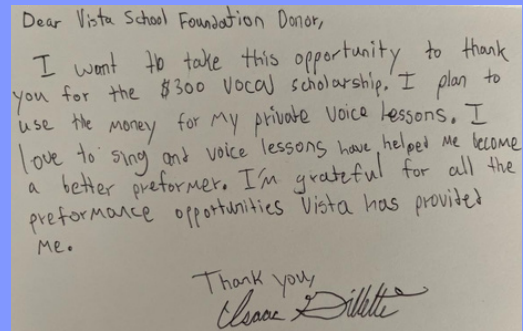 Dear Vista School Foundation Donor,
I want to take this opportunity to thank
you for the $300 vocal scholarship. I plan to
use the money for my private voice lessons. I
love to sing and voice lessons have helped me become
a better preformer. I'm grateful for all the
preformance opportunities Vista has provided
me.
Thank you,
Isaac Gillette